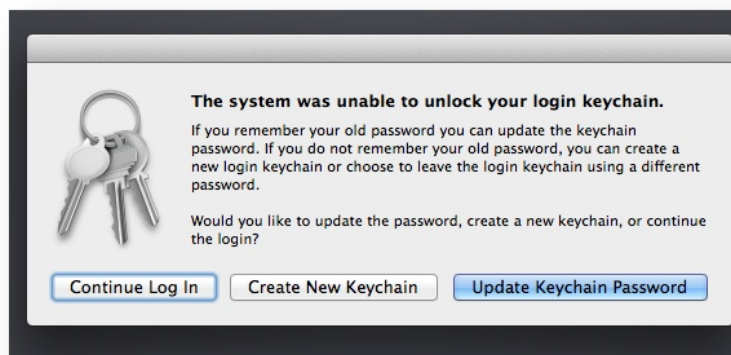 The system was unable to unlock your login keychain.
If you remember your old password you can update the keychain
password. If you do not remember your old password, you can create a
new login keychain or choose to leave the login keychain using a different
password.
Would you like to update the password, create a new keychain, or continue
the login?
Continue Log In
Create New Keychain
Update Keychain Password